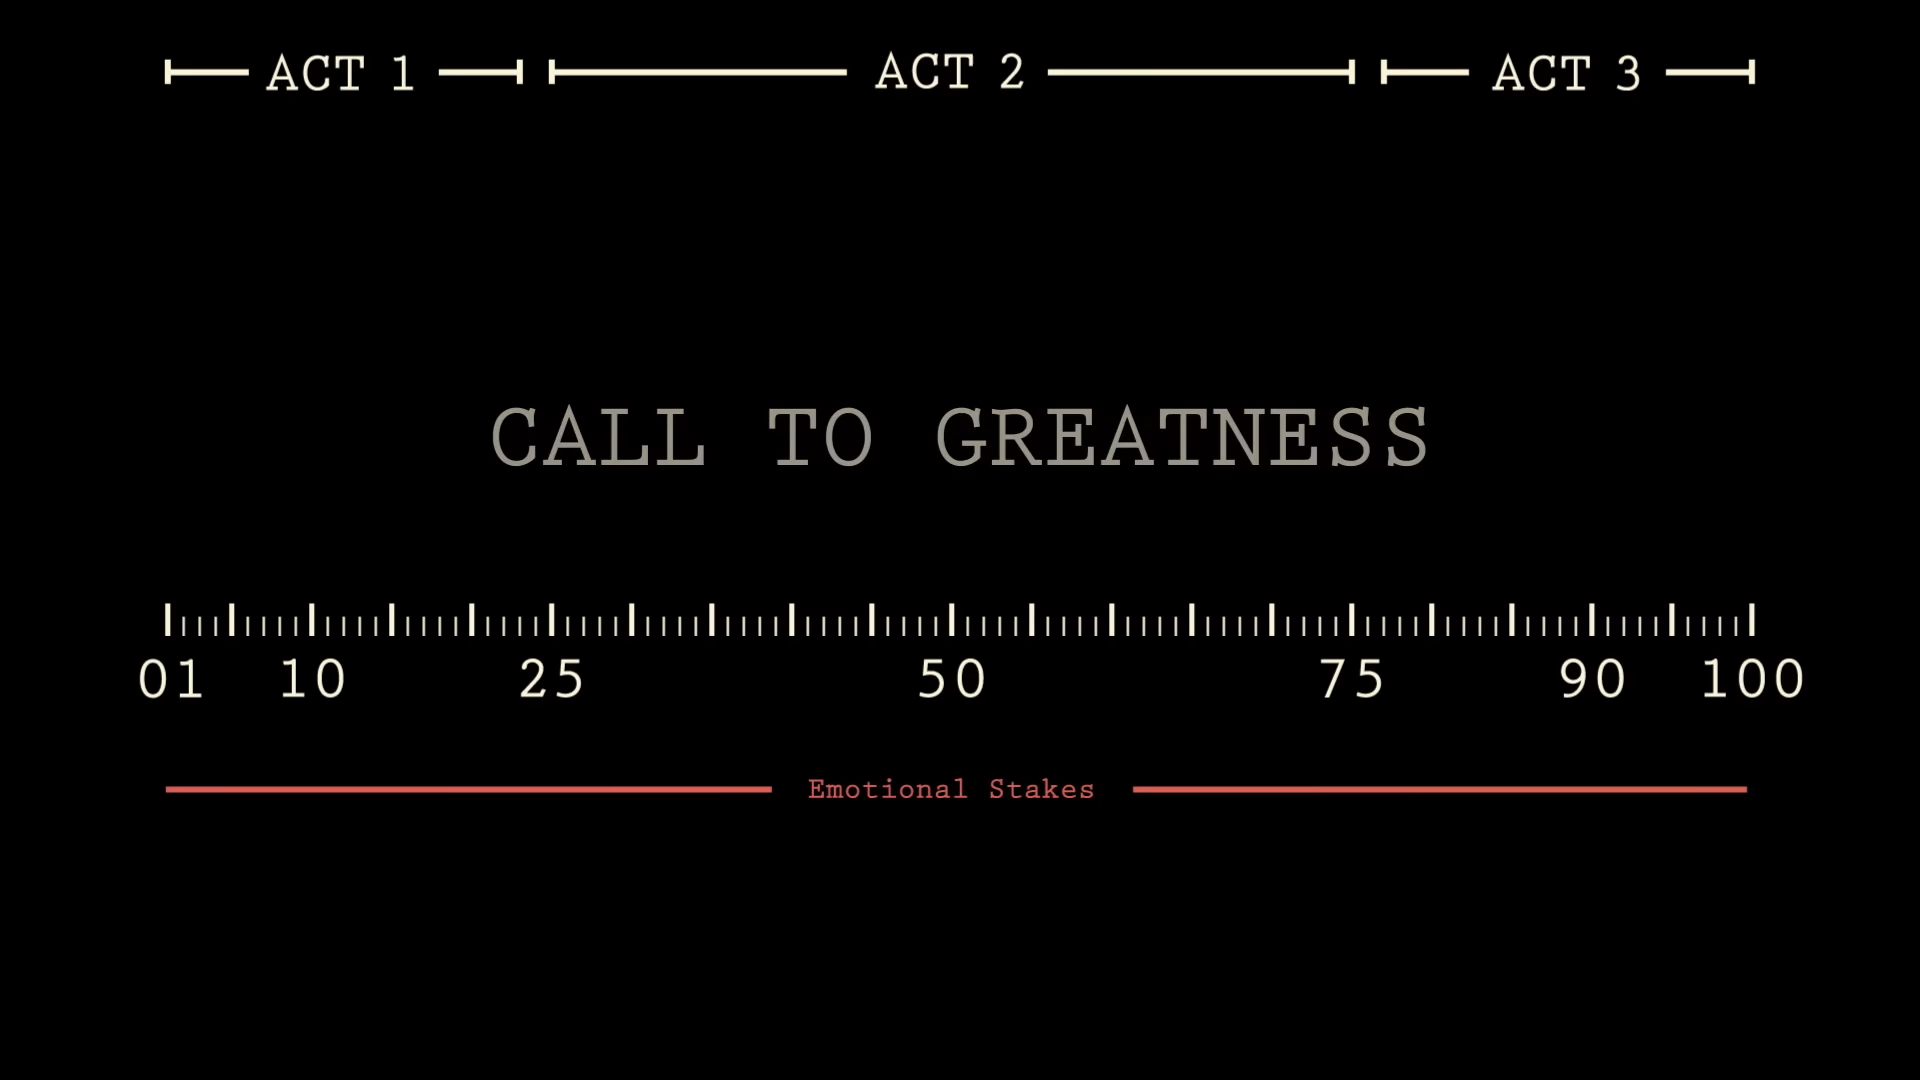 ACT 1 ACT 2 ACT 3
CALL TO GREATNESS
01 10 25 50 75 90 100
Emotional Stakes